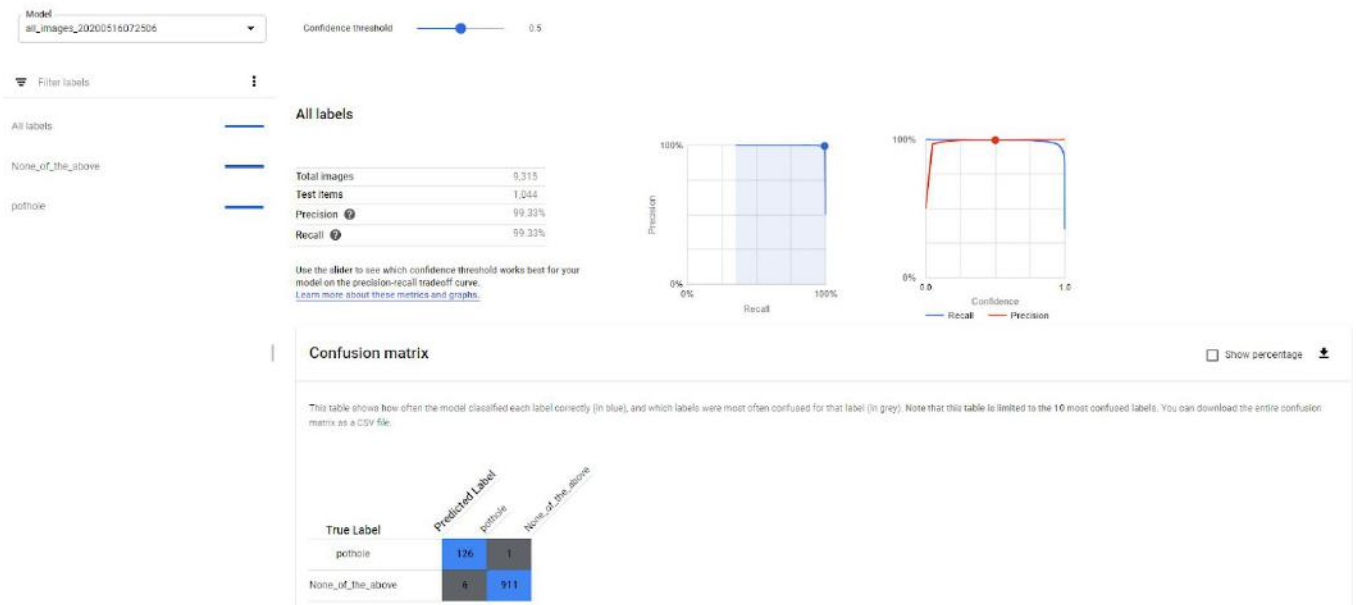 Model
all_images_20200516072506
Confidence threshold
0.5
Filter labels
All labels
None_of_the_above
pothole
All labels
Total images 9,315
Test items 1,044
Precision 99.33%
Recall 99.33%
Use the slider to see which confidence threshold works best for your
model on the precision-recall tradeoff curve.
Learn more about these metrics and graphs.
100%
Precision
0%
0% 100%
Recall
100%
0%
0.0 1.0
Confidence
Recall Precision
Confusion matrix
Show percentage
This table shows how often the model classified each label correctly (in blue), and which labels were most often confused for that label (in grey). Note that this table is limited to the 10 most confused labels. You can download the entire confusion
matrix as a CSV file.
Predicted Label
pothole
None_of_the_above
True Label
pothole 126 1
None_of_the_above 6 911